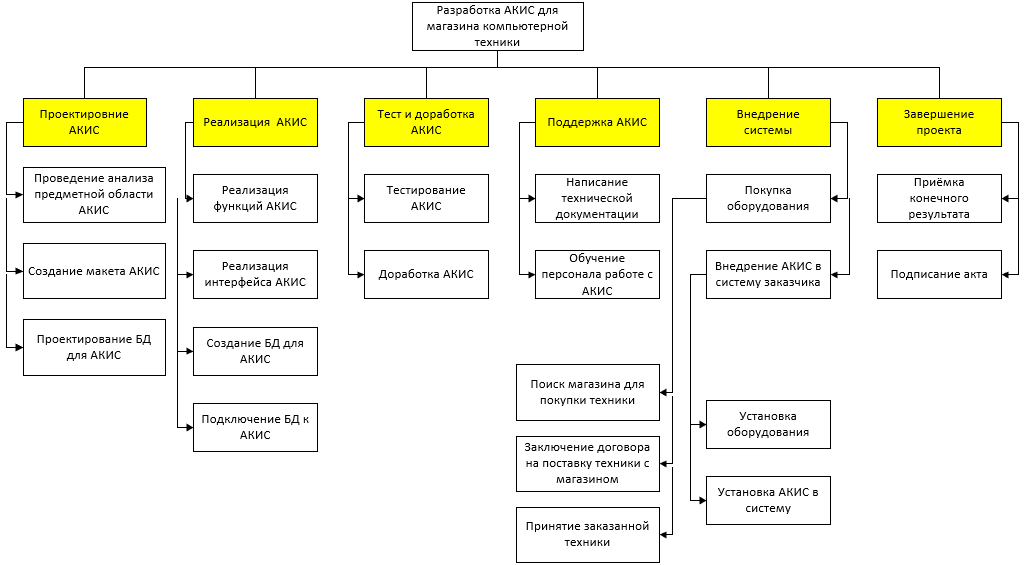 Разработка АКИС для
магазина компьютерной
техники
Проектировние
АКИС
Реализация АКИС
Тест и доработка
АКИС
Поддержка АКИС
Внедрение
системы
Завершение
проекта
Проведение анализа
предметной области
АКИС
Создание макета АКИС
Проектирование БД
для АКИС
Реализация
функций АКИС
Реализация
интерфейса АКИС
Создание БД для
АКИС
Подключение БД к
АКИС
Тестирование
АКИС
Доработка АКИС
Написание
технической
документации
Обучение
персонала работе с
АКИС
Покупка
оборудования
Внедрение АКИС в
систему заказчика
Поиск магазина для
покупки техники
Заключение договора
на поставку техники с
магазином
Принятие заказанной
техники
Установка
оборудования
Установка АКИС в
систему
Приёмка
конечного
результата
Подписание акта